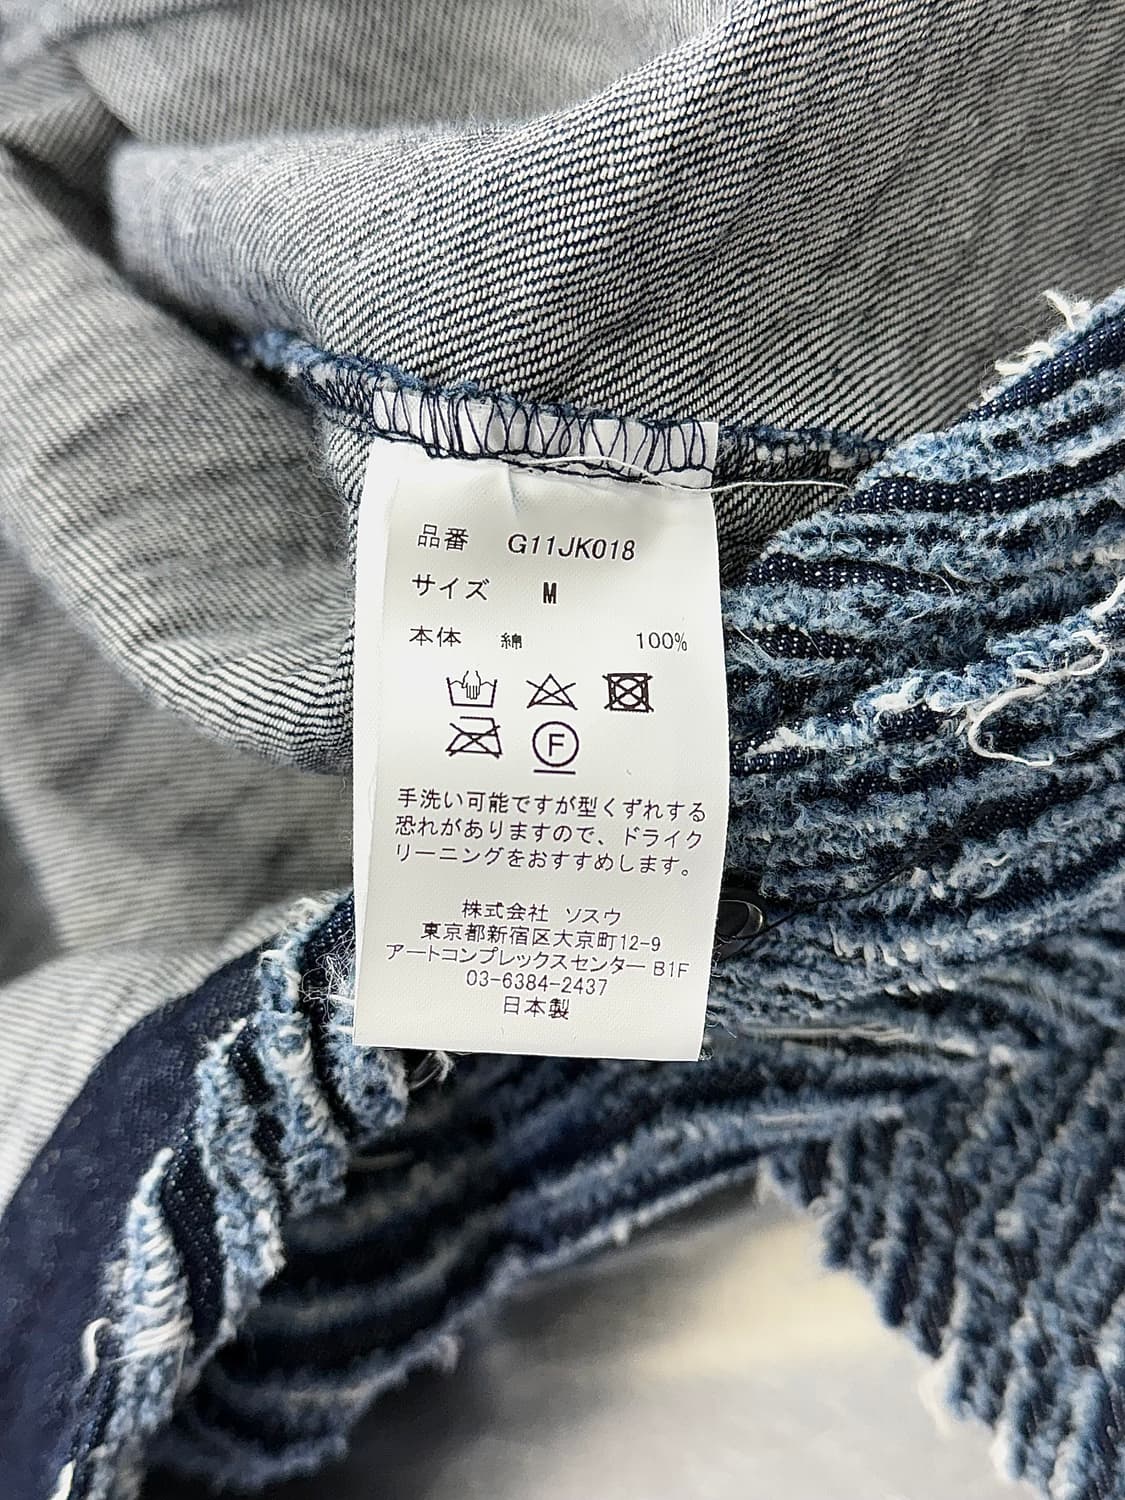 品番 G11JK018
サイズ M
本体 綿 100%
F
手洗い可能ですが型くずれする
恐れがありますので、ドライク
リーニングをおすすめします。
株式会社 ソスウ
東京都新宿区大京町12-9
アートコンプレックスセンター B1F
03-6384-2437
日本製